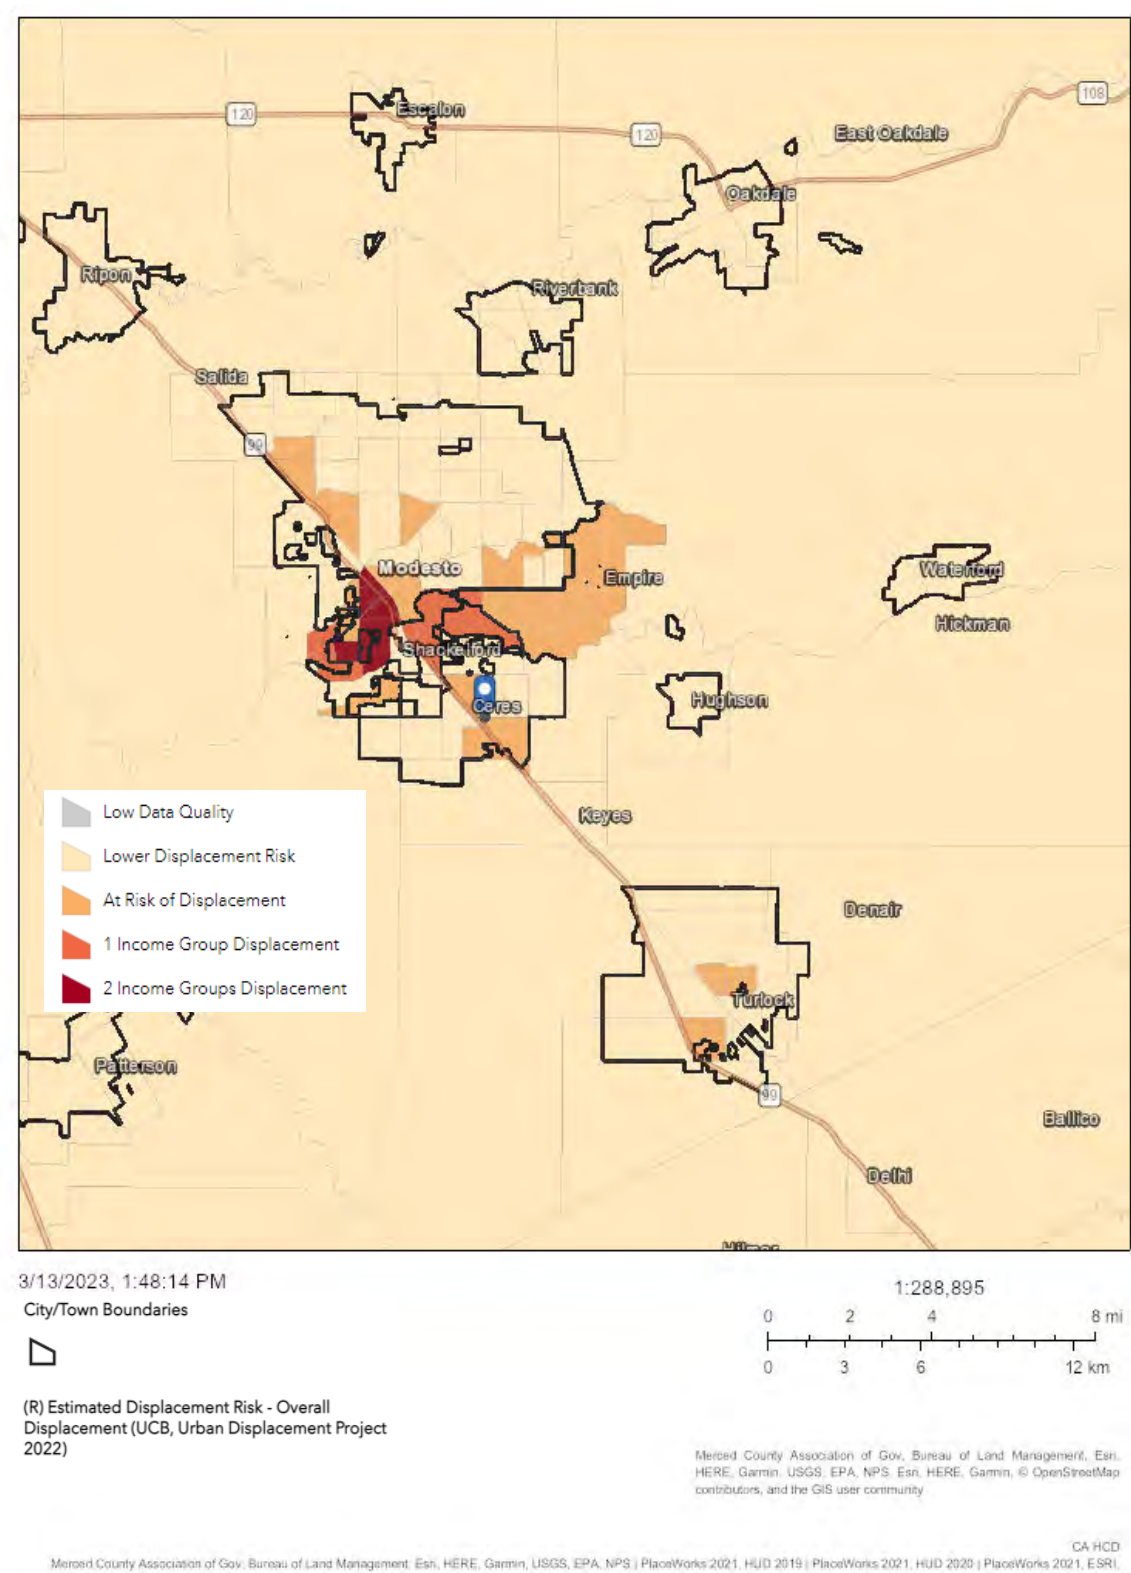 108
120
Escalon
120
East Oakdale
Oakdale
Ripon
Riverbank
Salida
99
Modesto
Empire
Waterford
Hickman
Shackelford
Ceres
Hughson
Keyes
Low Data Quality
Lower Displacement Risk
At Risk of Displacement
1 Income Group Displacement
2 Income Groups Displacement
Denair
Turlock
Patterson
99
Ballico
Delhi
Hilmar
3/13/2023, 1:48:14 PM
City/Town Boundaries
1:288,895
0 2 4 8 mi
0 3 6 12 km
(R) Estimated Displacement Risk - Overall
Displacement (UCB, Urban Displacement Project
2022)
Merced County Association of Gov, Bureau of Land Management, Esri,
HERE, Garmin, USGS, EPA, NPS, Esri, HERE, Garmin, © OpenStreetMap
contributors, and the GIS user community
CA HCD
Merced County Association of Gov, Bureau of Land Management, Esri, HERE, Garmin, USGS, EPA, NPS | PlaceWorks 2021, HUD 2019 | PlaceWorks 2021, HUD 2020 | PlaceWorks 2021, ESRI,